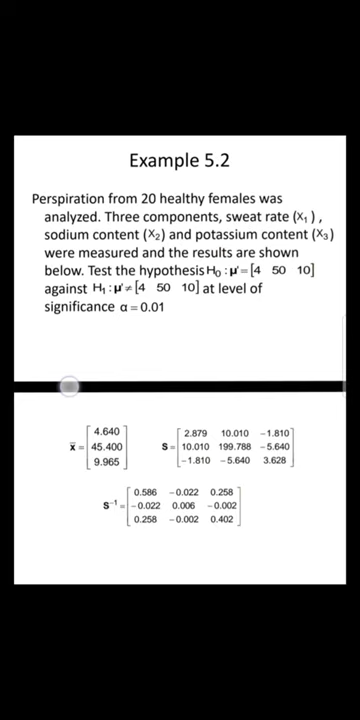 Example 5.2
Perspiration from 20 healthy females was
analyzed. Three components, sweat rate (x₁) ,
sodium content (x₂) and potassium content (x₃)
were measured and the results are shown
below. Test the hypothesis H₀ : μ' = [4 50 10]
against H₁ : μ' ≠ [4 50 10] at level of
significance α = 0.01
4.640 2.879 10.010 −1.810
x̄ = 45.400 S = 10.010 199.788 −5.640
9.965 −1.810 −5.640 3.628
0.586 −0.022 0.258
S⁻¹ = −0.022 0.006 −0.002
0.258 −0.002 0.402